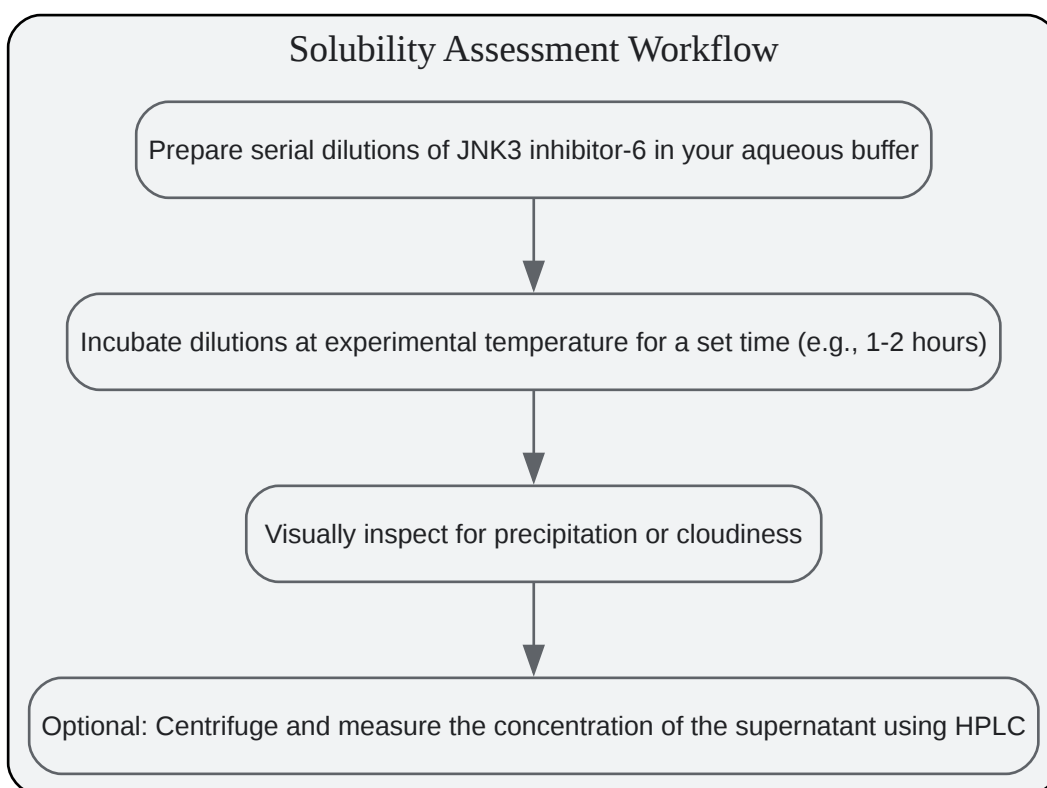 Solubility Assessment Workflow
Prepare serial dilutions of JNK3 inhibitor-6 in your aqueous buffer
Incubate dilutions at experimental temperature for a set time (e.g., 1-2 hours)
Visually inspect for precipitation or cloudiness
Optional: Centrifuge and measure the concentration of the supernatant using HPLC